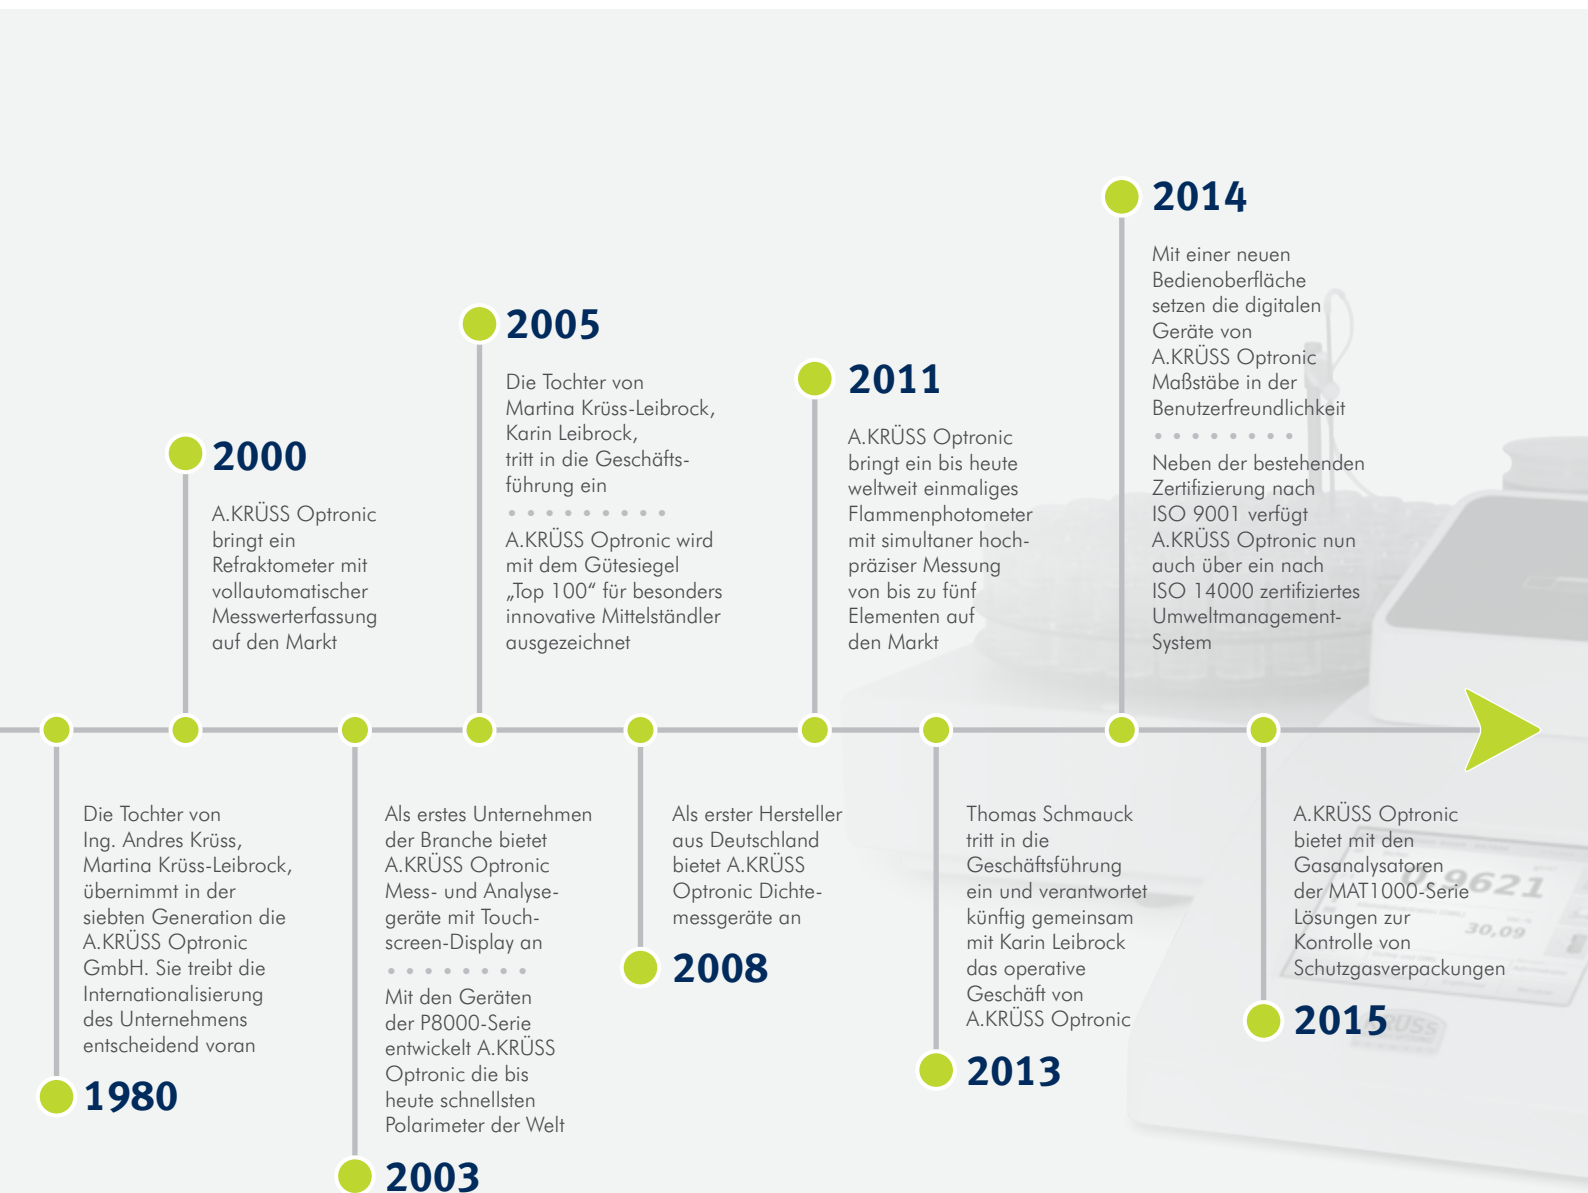 2014
Mit einer neuen
Bedienoberfläche
setzen die digitalen
Geräte von
A.KRÜSS Optronic
Maßstäbe in der
Benutzerfreundlichkeit
Neben der bestehenden
Zertifizierung nach
ISO 9001 verfügt
A.KRÜSS Optronic nun
auch über ein nach
ISO 14000 zertifiziertes
Umweltmanagement-
System
2005
Die Tochter von
Martina Krüss-Leibrock,
Karin Leibrock,
tritt in die Geschäfts-
führung ein
A.KRÜSS Optronic wird
mit dem Gütesiegel
„Top 100“ für besonders
innovative Mittelständler
ausgezeichnet
2011
A.KRÜSS Optronic
bringt ein bis heute
weltweit einmaliges
Flammenphotometer
mit simultaner hoch-
präziser Messung
von bis zu fünf
Elementen auf
den Markt
2000
A.KRÜSS Optronic
bringt ein
Refraktometer mit
vollautomatischer
Messwerterfassung
auf den Markt
Die Tochter von
Ing. Andres Krüss,
Martina Krüss-Leibrock,
übernimmt in der
siebten Generation die
A.KRÜSS Optronic
GmbH. Sie treibt die
Internationalisierung
des Unternehmens
entscheidend voran
1980
Als erstes Unternehmen
der Branche bietet
A.KRÜSS Optronic
Mess- und Analyse-
geräte mit Touch-
screen-Display an
Mit den Geräten
der P8000-Serie
entwickelt A.KRÜSS
Optronic die bis
heute schnellsten
Polarimeter der Welt
2003
Als erster Hersteller
aus Deutschland
bietet A.KRÜSS
Optronic Dichte-
messgeräte an
2008
Thomas Schmauck
tritt in die
Geschäftsführung
ein und verantwortet
künftig gemeinsam
mit Karin Leibrock
das operative
Geschäft von
A.KRÜSS Optronic
2013
A.KRÜSS Optronic
bietet mit den
Gasanalysatoren
der MAT1000-Serie
Lösungen zur
Kontrolle von
Schutzgasverpackungen
2015
0,9621
30,09
KRÜSS